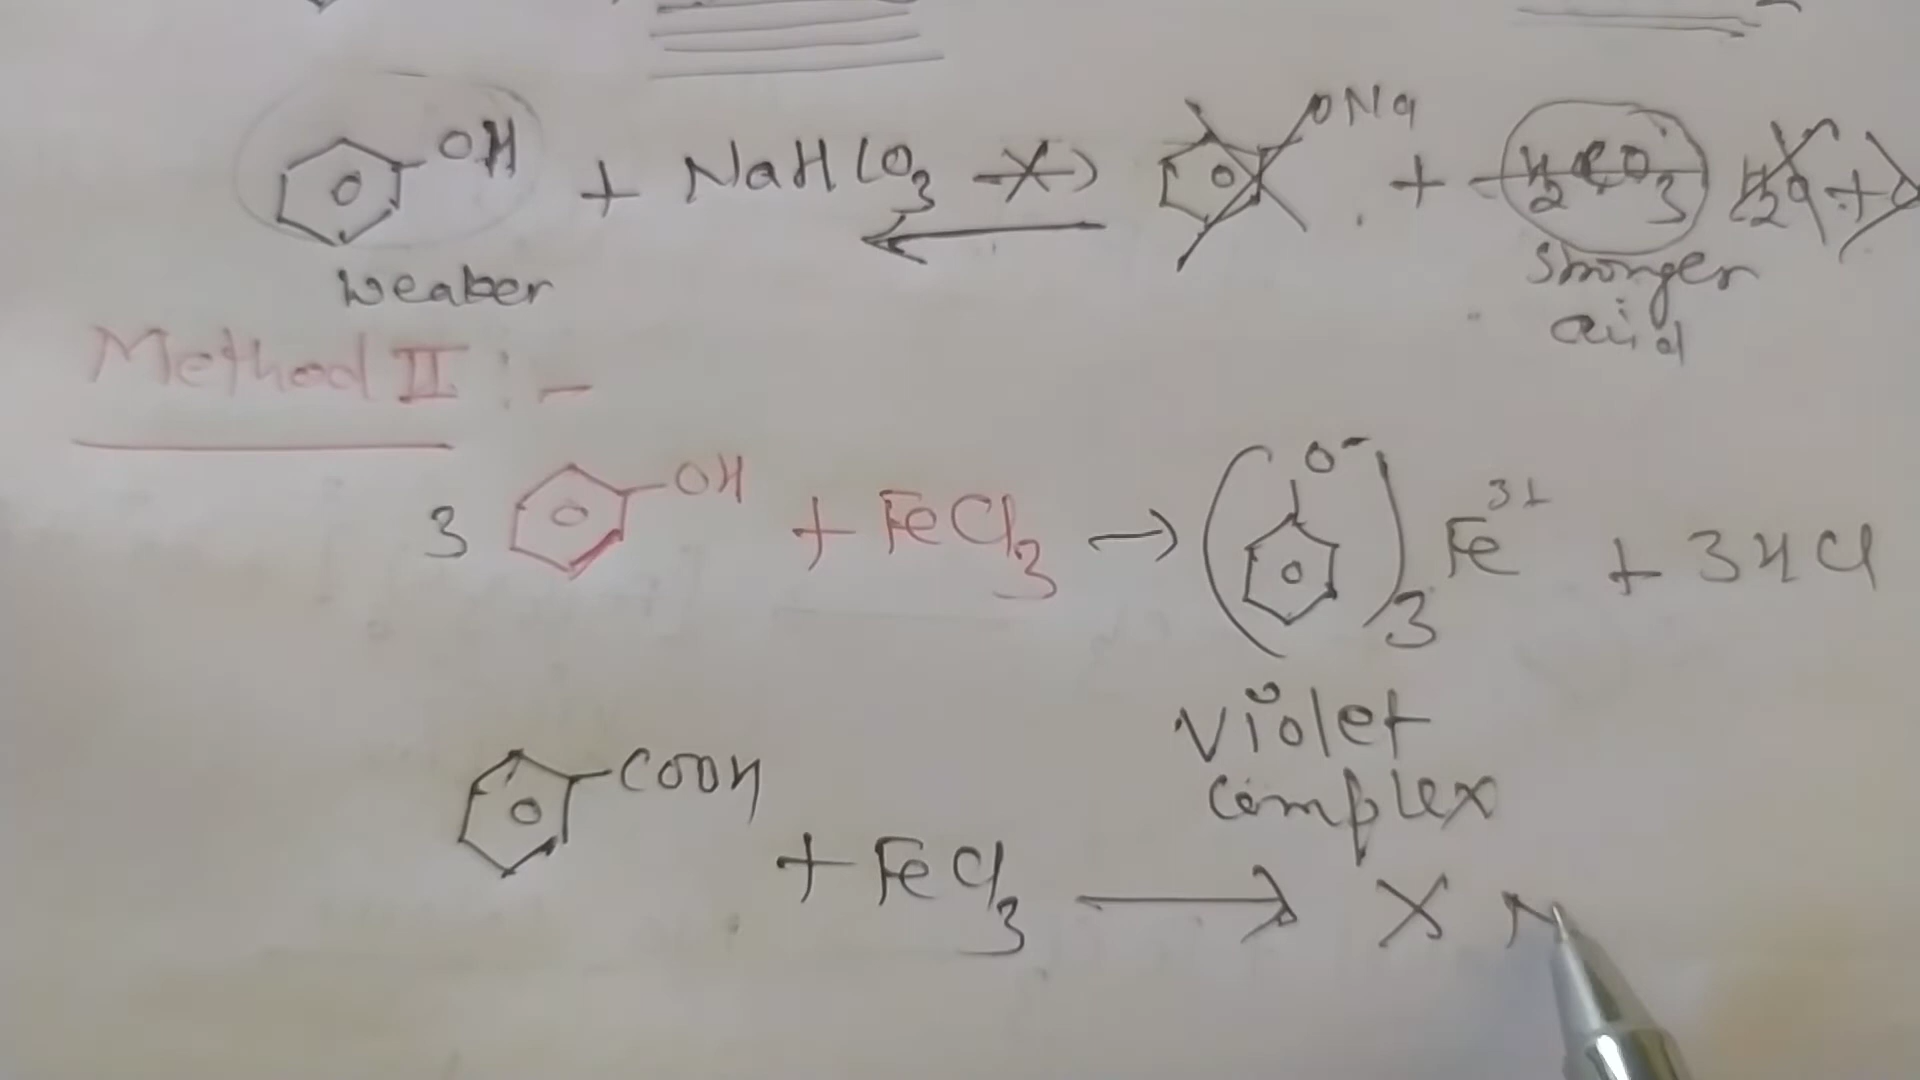 OH + NaHCO3 -X-> ONa + H2CO3 H2O +
weaker
stronger
acid
Method II :-
3 OH + FeCl3 → ( O⁻ )3 Fe3+ + 3HCl
Violet
complex
COOH + FeCl3 → X N